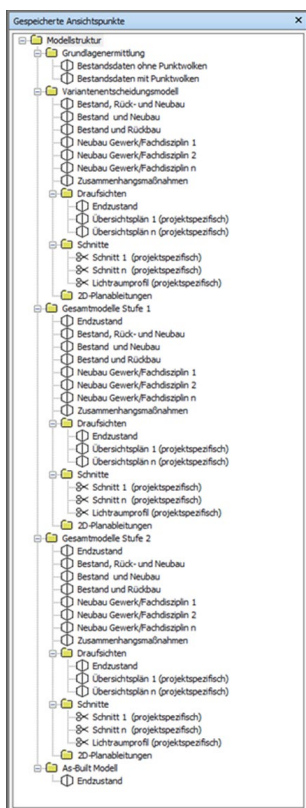 Gespeicherte Ansichtspunkte
Modellstruktur
Grundlagenermittlung
Bestandsdaten ohne Punktwolken
Bestandsdaten mit Punktwolken
Variantenentscheidungsmodell
Bestand, Rück- und Neubau
Bestand und Neubau
Bestand und Rückbau
Neubau Gewerk/Fachdisziplin 1
Neubau Gewerk/Fachdisziplin 2
Neubau Gewerk/Fachdisziplin n
Zusammenhangsmaßnahmen
Draufsichten
Endzustand
Übersichtsplän 1 (projektspezifisch)
Übersichtsplän n (projektspezifisch)
Schnitte
Schnitt 1 (projektspezifisch)
Schnitt n (projektspezifisch)
Lichtraumprofil (projektspezifisch)
2D-Planableitungen
Gesamtmodelle Stufe 1
Endzustand
Bestand, Rück- und Neubau
Bestand und Neubau
Bestand und Rückbau
Neubau Gewerk/Fachdisziplin 1
Neubau Gewerk/Fachdisziplin 2
Neubau Gewerk/Fachdisziplin n
Zusammenhangsmaßnahmen
Draufsichten
Endzustand
Übersichtsplän 1 (projektspezifisch)
Übersichtsplän n (projektspezifisch)
Schnitte
Schnitt 1 (projektspezifisch)
Schnitt n (projektspezifisch)
Lichtraumprofil (projektspezifisch)
2D-Planableitungen
Gesamtmodelle Stufe 2
Endzustand
Bestand, Rück- und Neubau
Bestand und Neubau
Bestand und Rückbau
Neubau Gewerk/Fachdisziplin 1
Neubau Gewerk/Fachdisziplin 2
Neubau Gewerk/Fachdisziplin n
Zusammenhangsmaßnahmen
Draufsichten
Endzustand
Übersichtsplän 1 (projektspezifisch)
Übersichtsplän n (projektspezifisch)
Schnitte
Schnitt 1 (projektspezifisch)
Schnitt n (projektspezifisch)
Lichtraumprofil (projektspezifisch)
2D-Planableitungen
As-Built Modell
Endzustand